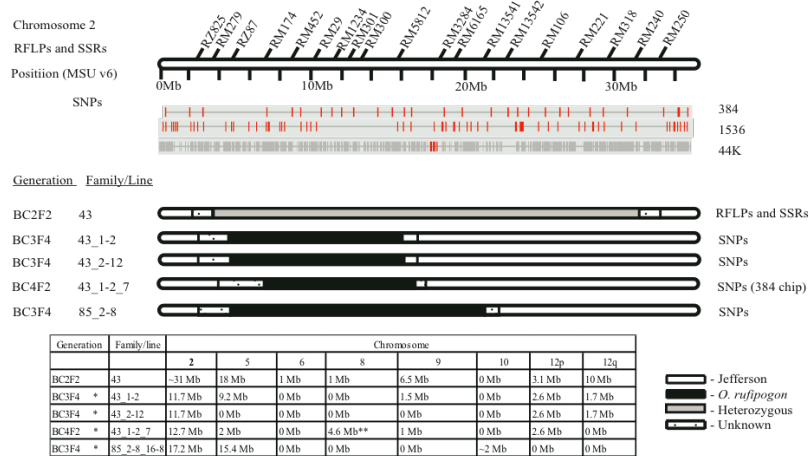 Chromosome 2
RFLPs and SSRs
RZ825 RM279 RZ87 RM174 RM452 RM29 RM1234 RM301 RM300 RM5812 RM3284 RM6165 RM13541 RM13542 RM106 RM221 RM318 RM240 RM250
Positiion (MSU v6)
0Mb 10Mb 20Mb 30Mb
SNPs
384
1536
44K
Generation Family/Line
BC2F2 43 RFLPs and SSRs
BC3F4 43_1-2 SNPs
BC3F4 43_2-12 SNPs
BC4F2 43_1-2_7 SNPs (384 chip)
BC3F4 85_2-8 SNPs
Generation Family/line Chromosome
2 5 6 8 9 10 12p 12q
BC2F2 43 ~31 Mb 18 Mb 1 Mb 1 Mb 6.5 Mb 0 Mb 3.1 Mb 10 Mb
BC3F4 * 43_1-2 11.7 Mb 9.2 Mb 0 Mb 0 Mb 1.5 Mb 0 Mb 2.6 Mb 1.7 Mb
BC3F4 * 43_2-12 11.7 Mb 0 Mb 0 Mb 0 Mb 0 Mb 0 Mb 2.6 Mb 1.7 Mb
BC4F2 * 43_1-2_7 12.7 Mb 2 Mb 0 Mb 4.6 Mb** 1 Mb 0 Mb 2.6 Mb 0 Mb
BC3F4 * 85_2-8_16-8 17.2 Mb 15.4 Mb 0 Mb 0 Mb 0 Mb ~2 Mb 0 Mb 0 Mb
- Jefferson
- O. rufipogon
- Heterozygous
- Unknown